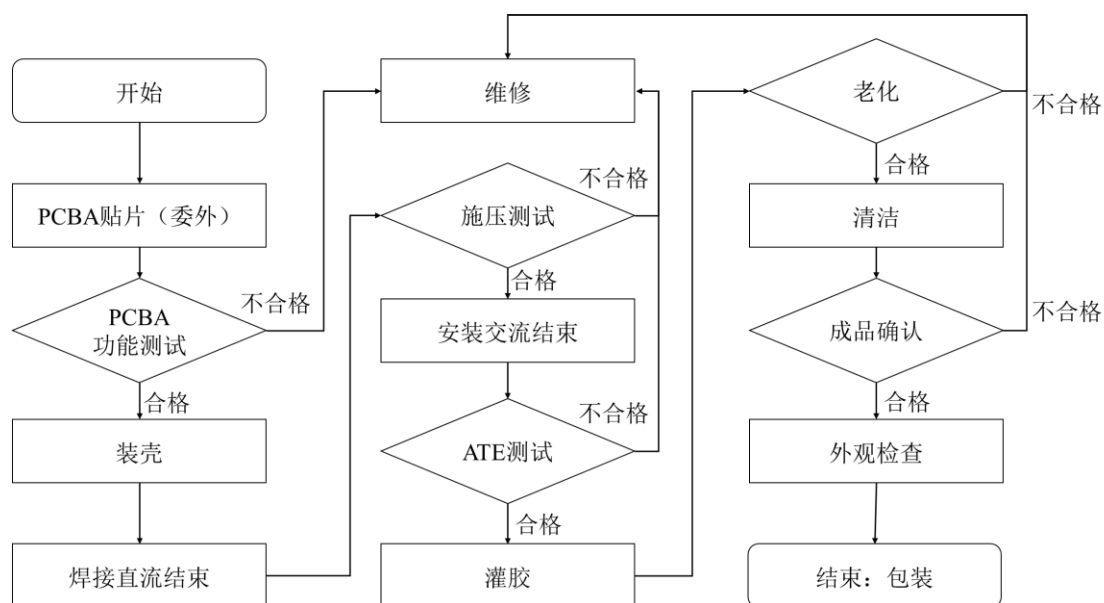 开始
PCBA贴片（委外）
PCBA
功能测试
不合格
合格
装壳
焊接直流结束
维修
施压测试
不合格
合格
安装交流结束
ATE测试
不合格
合格
灌胶
老化
不合格
合格
清洁
成品确认
不合格
合格
外观检查
结束：包装